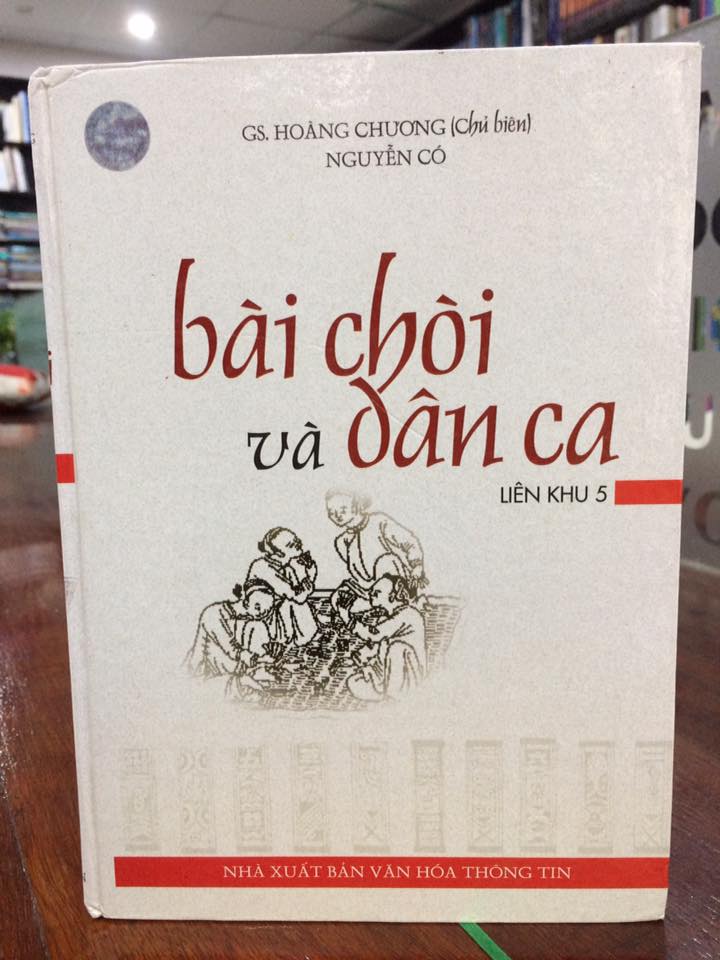 GS. HOÀNG CHƯƠNG (Chủ biên)
NGUYỄN CÓ
bài chòi
và dân ca
LIÊN KHU 5
NHÀ XUẤT BẢN VĂN HÓA THÔNG TIN